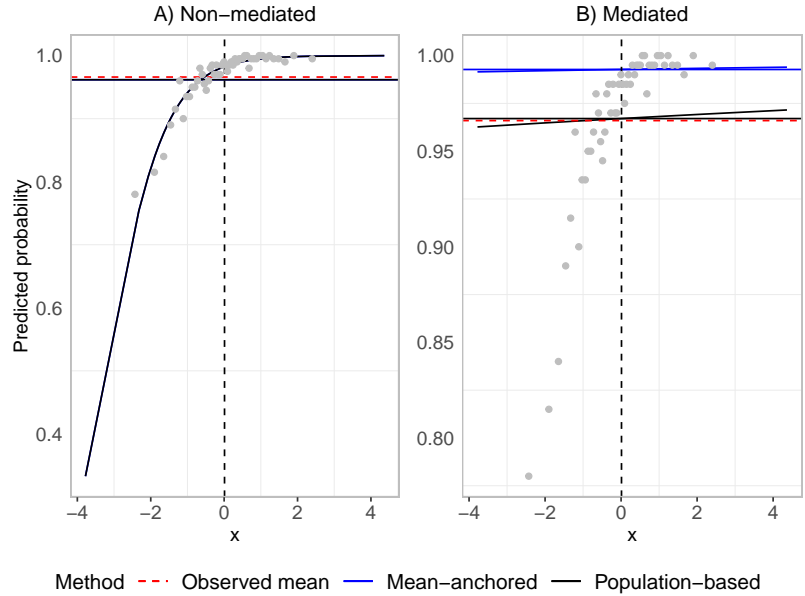 A) Non−mediated
B) Mediated
Predicted probability
1.0
0.8
0.6
0.4
−4 −2 0 2 4
x
1.00
0.95
0.90
0.85
0.80
−4 −2 0 2 4
x
Method Observed mean Mean−anchored Population−based